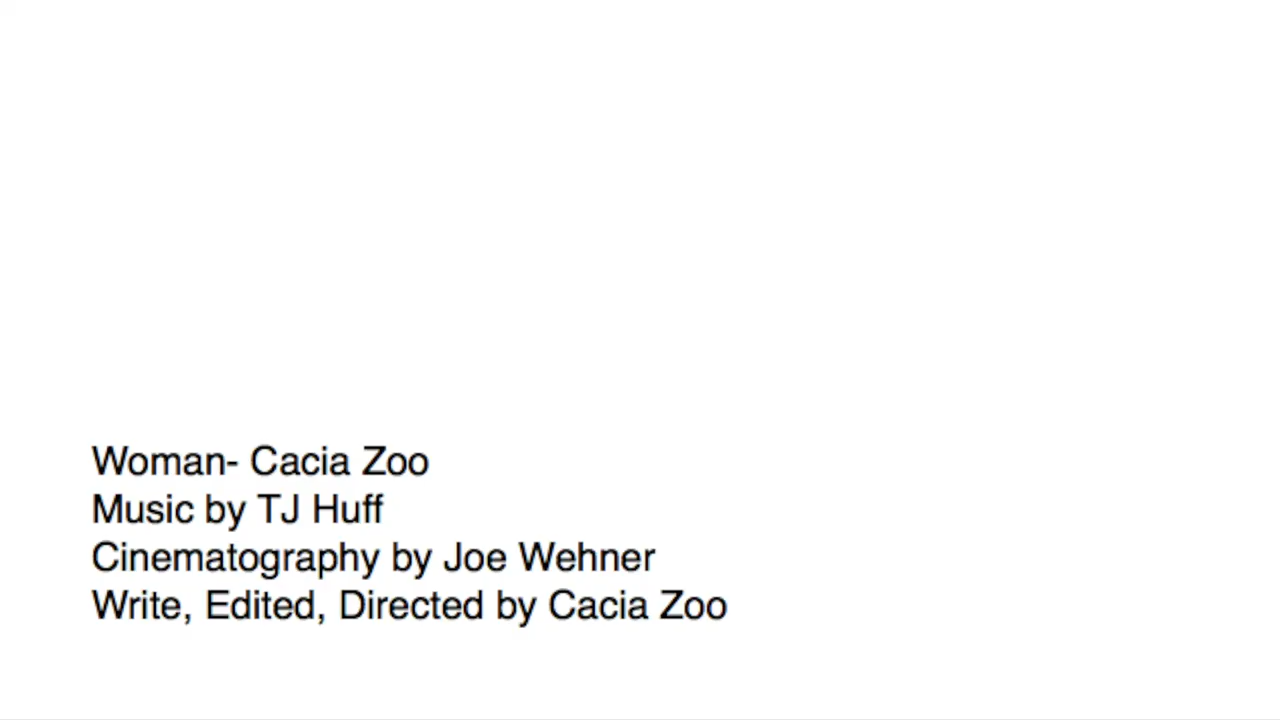 Woman- Cacia Zoo
Music by TJ Huff
Cinematography by Joe Wehner
Write, Edited, Directed by Cacia Zoo